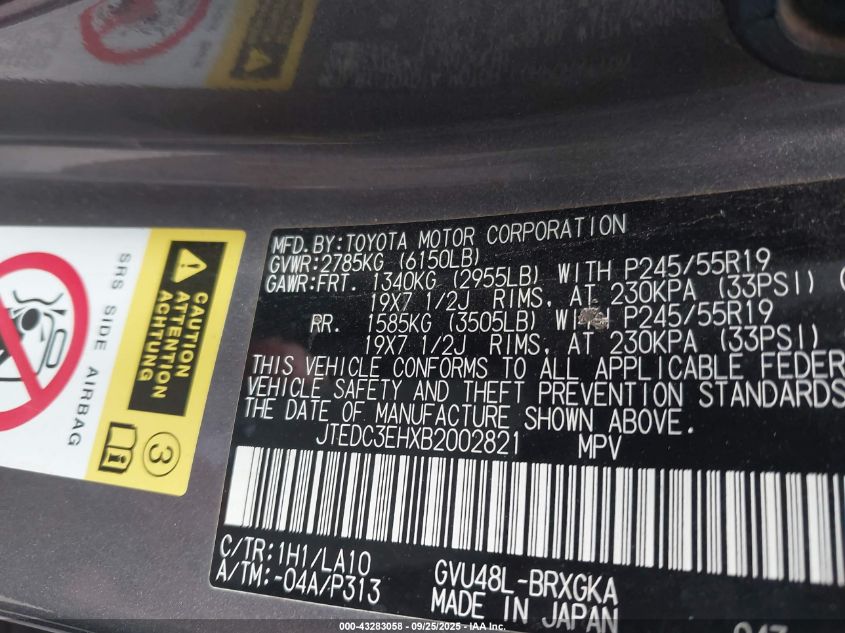 MFD. BY: TOYOTA MOTOR CORPORATION
GVWR: 2785KG (6150LB)
GAWR: FRT. 1340KG (2955LB) WITH P245/55R19
19X7 1/2J RIMS, AT 230KPA (33PSI) (
RR. 1585KG (3505LB) WITH P245/55R19
19X7 1/2J RIMS, AT 230KPA (33PSI)
THIS VEHICLE CONFORMS TO ALL APPLICABLE FEDER
VEHICLE SAFETY AND THEFT PREVENTION STANDARDS
THE DATE OF MANUFACTURE SHOWN ABOVE.
JTEDC3EHXB2002821 MPV
C/TR: 1H1/LA10
A/TM: -04A/P313
GVU48L-BRXGKA
MADE IN JAPAN
CAUTION
ATTENTION
ACHTUNG
SRS SIDE AIRBAG
i
3
000-43283058 - 09/25/2025 - IAA Inc.